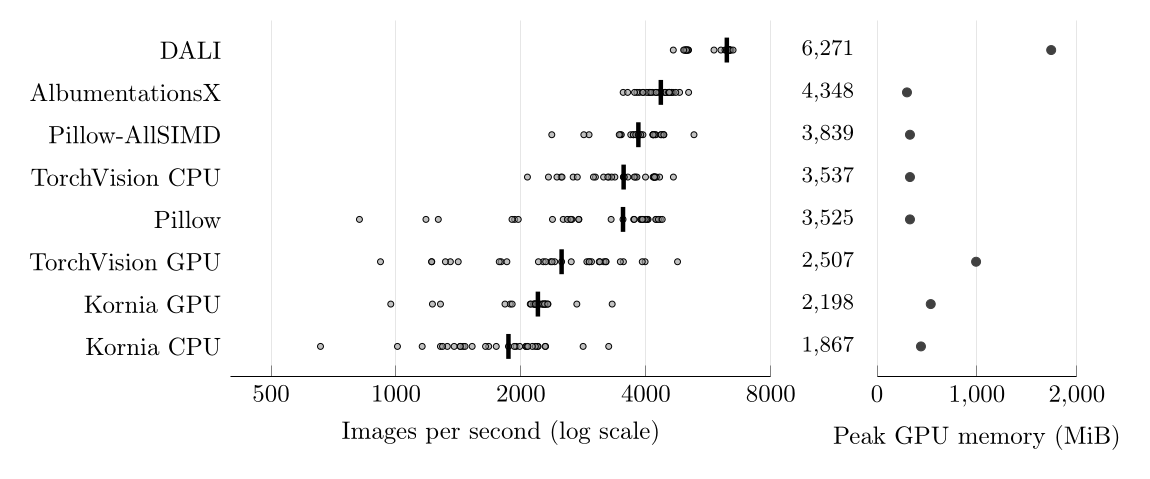 DALI 6,271
AlbumentationsX 4,348
Pillow-AllSIMD 3,839
TorchVision CPU 3,537
Pillow 3,525
TorchVision GPU 2,507
Kornia GPU 2,198
Kornia CPU 1,867
500 1000 2000 4000 8000 0 1,000 2,000
Images per second (log scale) Peak GPU memory (MiB)